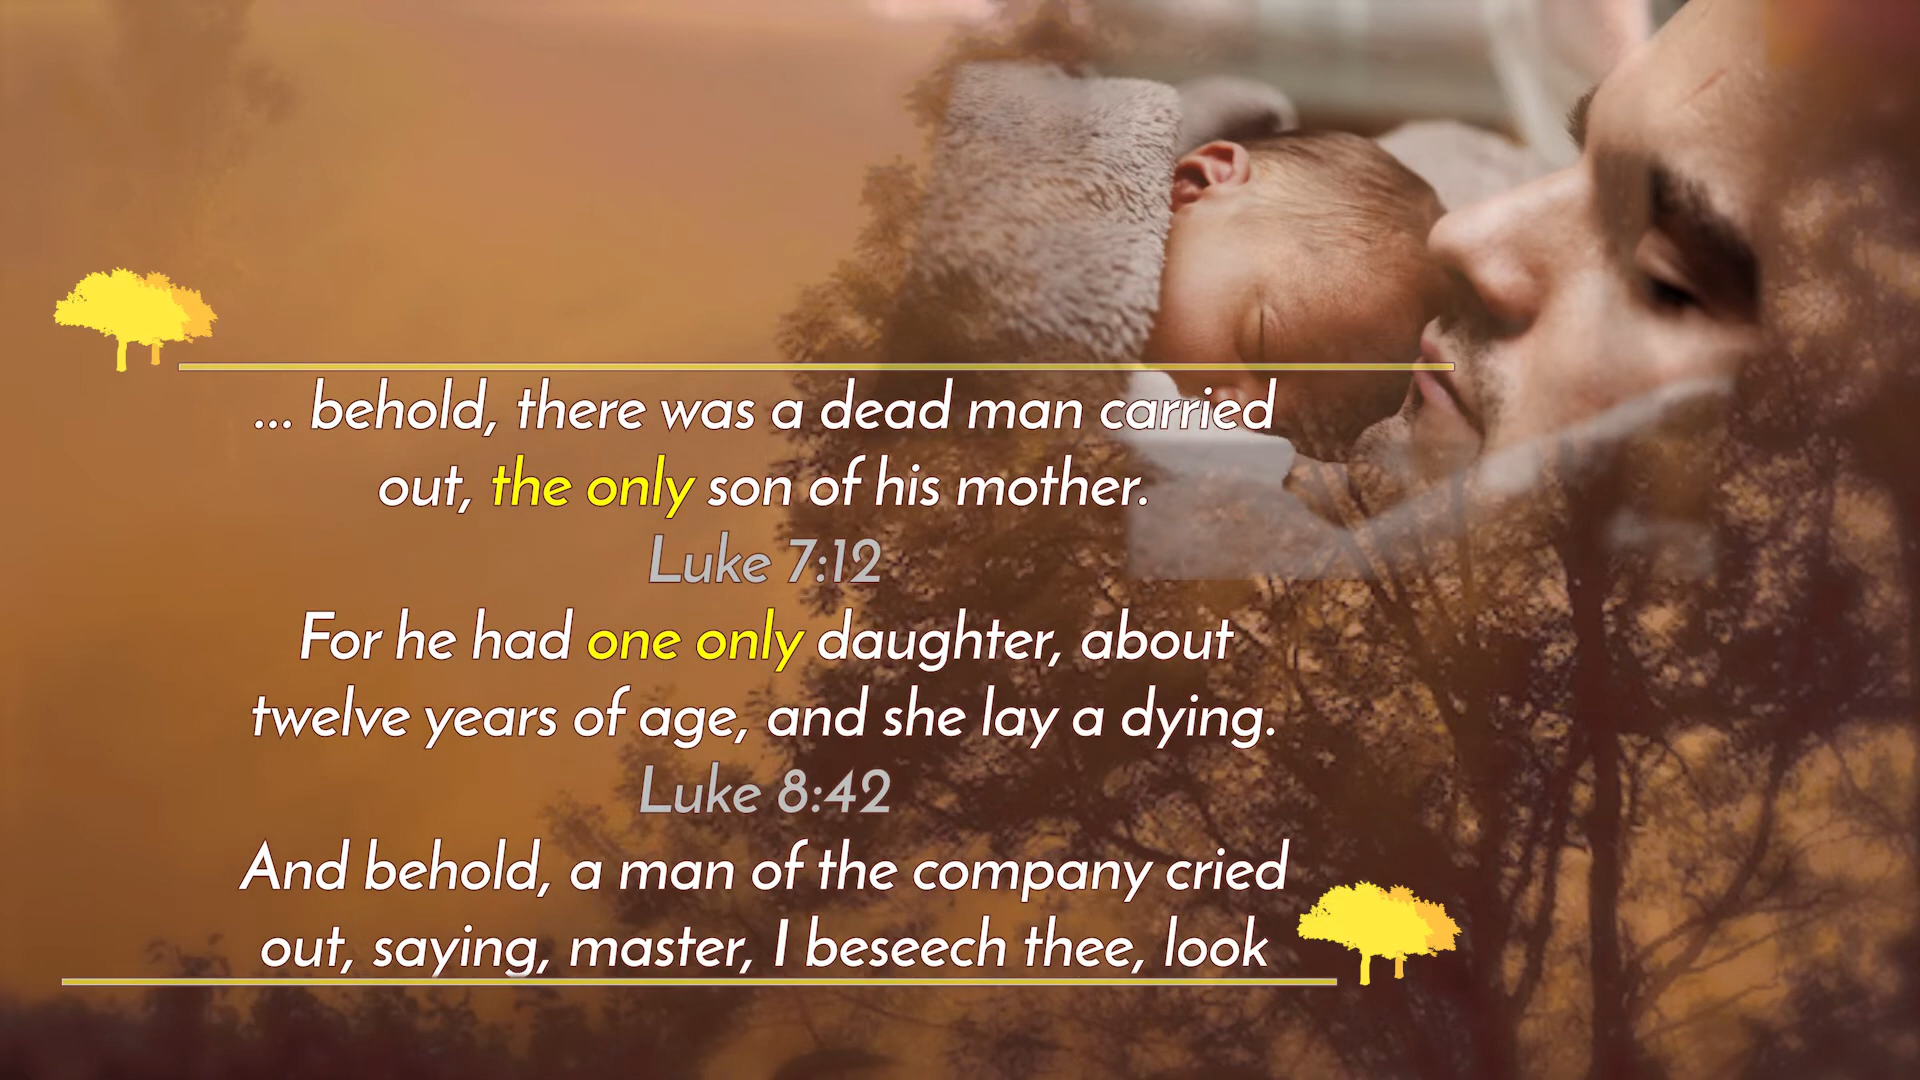 ... behold, there was a dead man carried
out, the only son of his mother.
Luke 7:12
For he had one only daughter, about
twelve years of age, and she lay a dying.
Luke 8:42
And behold, a man of the company cried
out, saying, master, I beseech thee, look